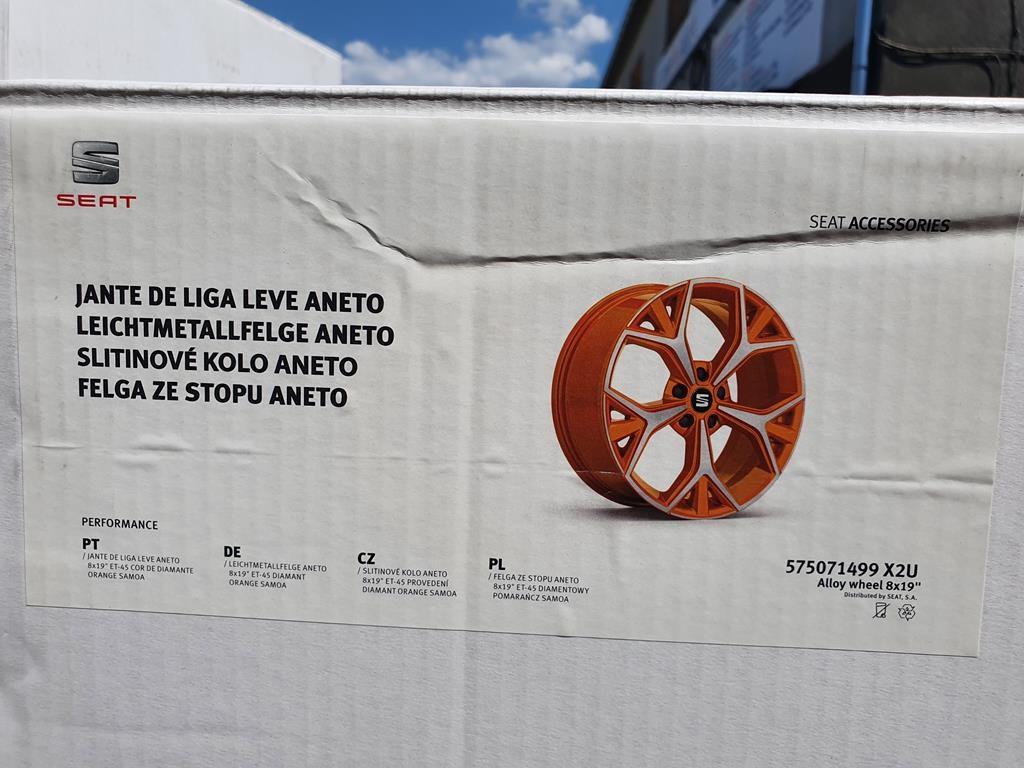 SEAT
SEAT ACCESSORIES
JANTE DE LIGA LEVE ANETO
LEICHTMETALLFELGE ANETO
SLITINOVÉ KOLO ANETO
FELGA ZE STOPU ANETO
PERFORMANCE
PT
/ JANTE DE LIGA LEVE ANETO
8x19" ET-45 COR DE DIAMANTE
ORANGE SAMOA
DE
/ LEICHTMETALLFELGE ANETO
8x19" ET-45 DIAMANT
ORANGE SAMOA
CZ
/ SLITINOVÉ KOLO ANETO
8x19" ET-45 PROVEDENÍ
DIAMANT ORANGE SAMOA
PL
/ FELGA ZE STOPU ANETO
8x19" ET-45 DIAMENTOWY
POMARAŃCZ SAMOA
575071499 X2U
Alloy wheel 8x19"
Distributed by SEAT, S.A.